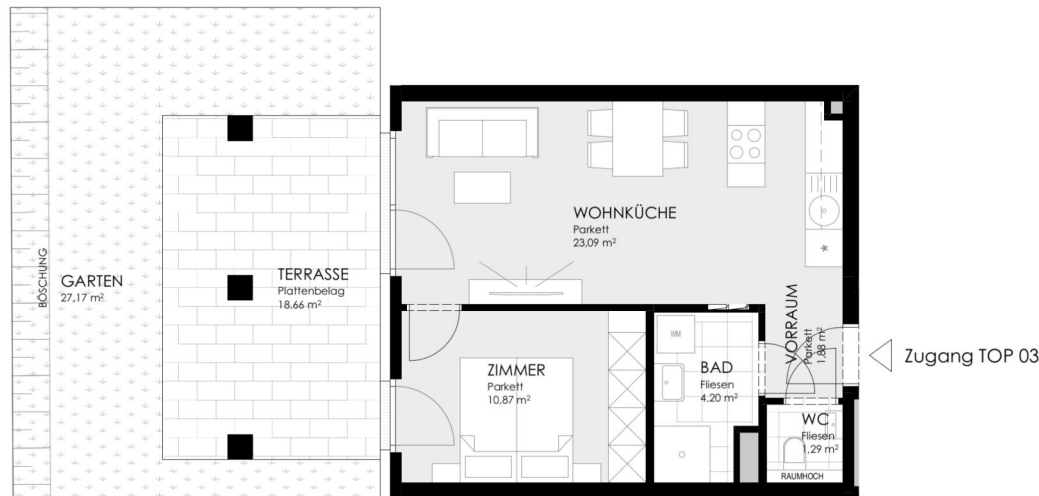 WOHNKÜCHE
Parkett
23,09 m²
BÖSCHUNG
GARTEN
27,17 m²
TERRASSE
Plattenbelag
18,66 m²
*
VORRAUM
Parkett
1,88 m²
WM
ZIMMER
Parkett
10,87 m²
BAD
Fliesen
4,20 m²
Zugang TOP 03
WC
Fliesen
1,29 m²
RAUMHOCH